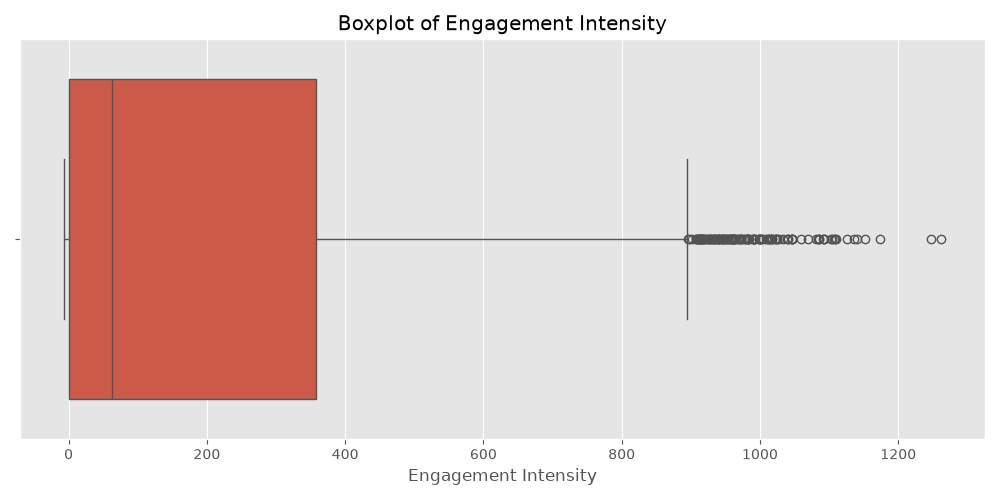 Boxplot of Engagement Intensity
0 200 400 600 800 1000 1200
Engagement Intensity